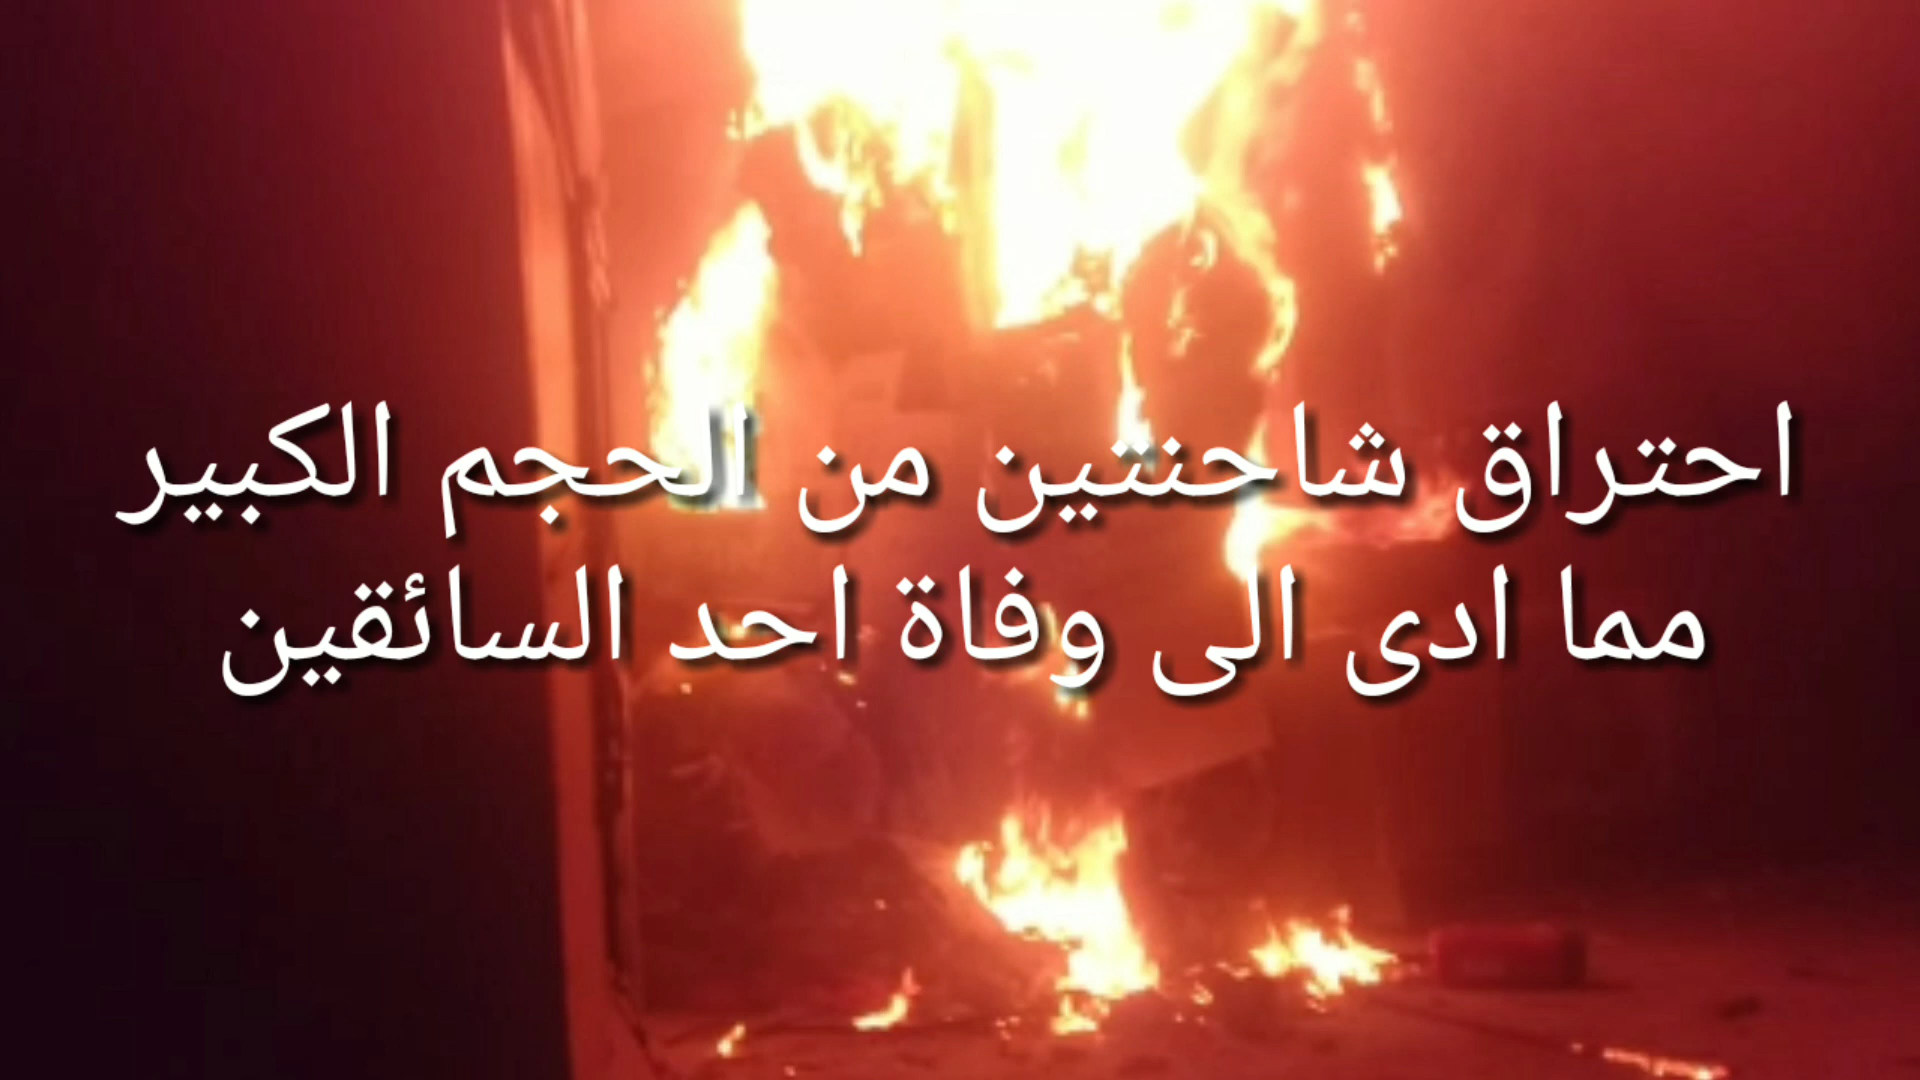 احتراق شاحنتين من الحجم الكبير
مما ادى الى وفاة احد السائقين